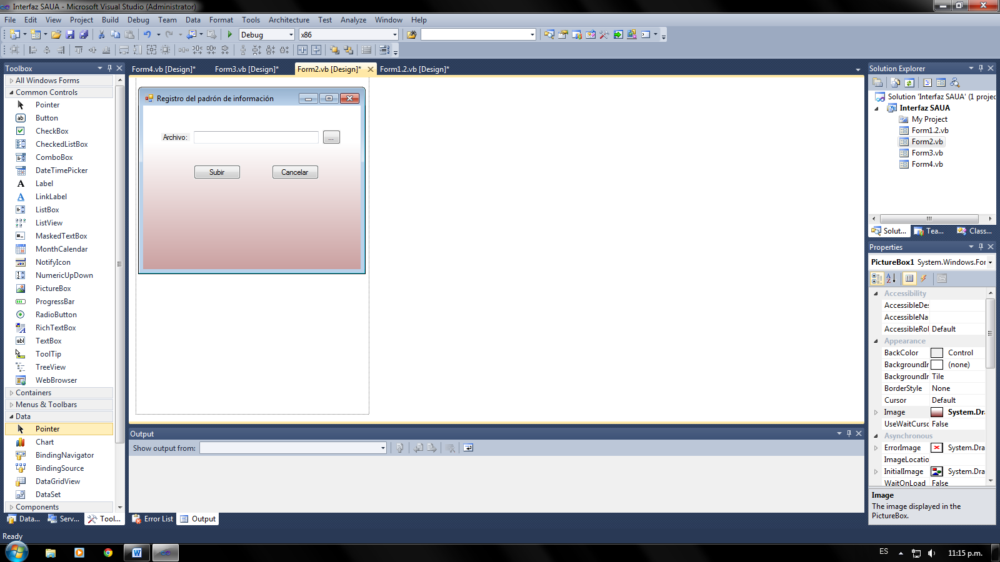 Interfaz SAUA - Microsoft Visual Studio (Administrator)
File Edit View Project Build Debug Team Data Format Tools Architecture Test Analyze Window Help
Debug x86
Toolbox
All Windows Forms
Common Controls
Pointer
Button
CheckBox
CheckedListBox
ComboBox
DateTimePicker
Label
LinkLabel
ListBox
ListView
MaskedTextBox
MonthCalendar
NotifyIcon
NumericUpDown
PictureBox
ProgressBar
RadioButton
RichTextBox
TextBox
ToolTip
TreeView
WebBrowser
Containers
Menus & Toolbars
Data
Pointer
Chart
BindingNavigator
BindingSource
DataGridView
DataSet
Components
Data... Serv... Tool...
Form4.vb [Design]* Form3.vb [Design]* Form2.vb [Design]* Form1.2.vb [Design]*
Registro del padrón de información
Archivo: ...
Subir Cancelar
Output
Show output from:
Error List Output
Solution Explorer
Solution 'Interfaz SAUA' (1 projec
Interfaz SAUA
My Project
Form1.2.vb
Form2.vb
Form3.vb
Form4.vb
Solut... Tea... Class...
Properties
PictureBox1 System.Windows.For
Accessibility
AccessibleDes
AccessibleNa
AccessibleRol Default
Appearance
BackColor Control
BackgroundIr (none)
BackgroundIr Tile
BorderStyle None
Cursor Default
Image System.Dra
UseWaitCurso False
Asynchronous
ErrorImage System.Dra
ImageLocatio
InitialImage System.Dra
WaitOnLoad False
Image
The image displayed in the
PictureBox.
Ready
ES 11:15 p.m.